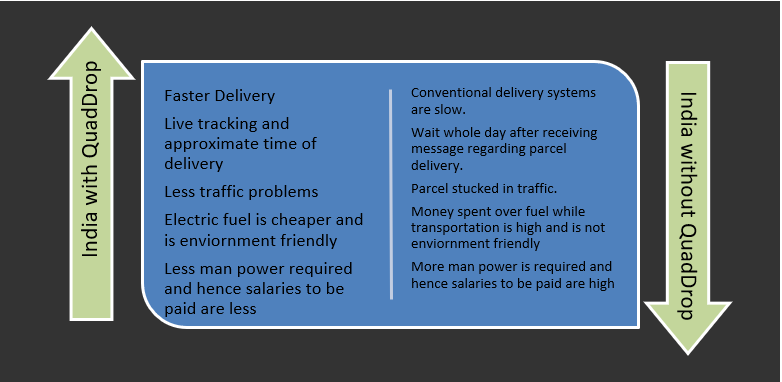 India with QuadDrop
Faster Delivery
Live tracking and
approximate time of
delivery
Less traffic problems
Electric fuel is cheaper and
is enviornment friendly
Less man power required
and hence salaries to be
paid are less
Conventional delivery systems
are slow.
Wait whole day after receiving
message regarding parcel
delivery.
Parcel stucked in traffic.
Money spent over fuel while
transportation is high and is not
enviornment friendly
More man power is required and
hence salaries to be paid are high
India without QuadDrop